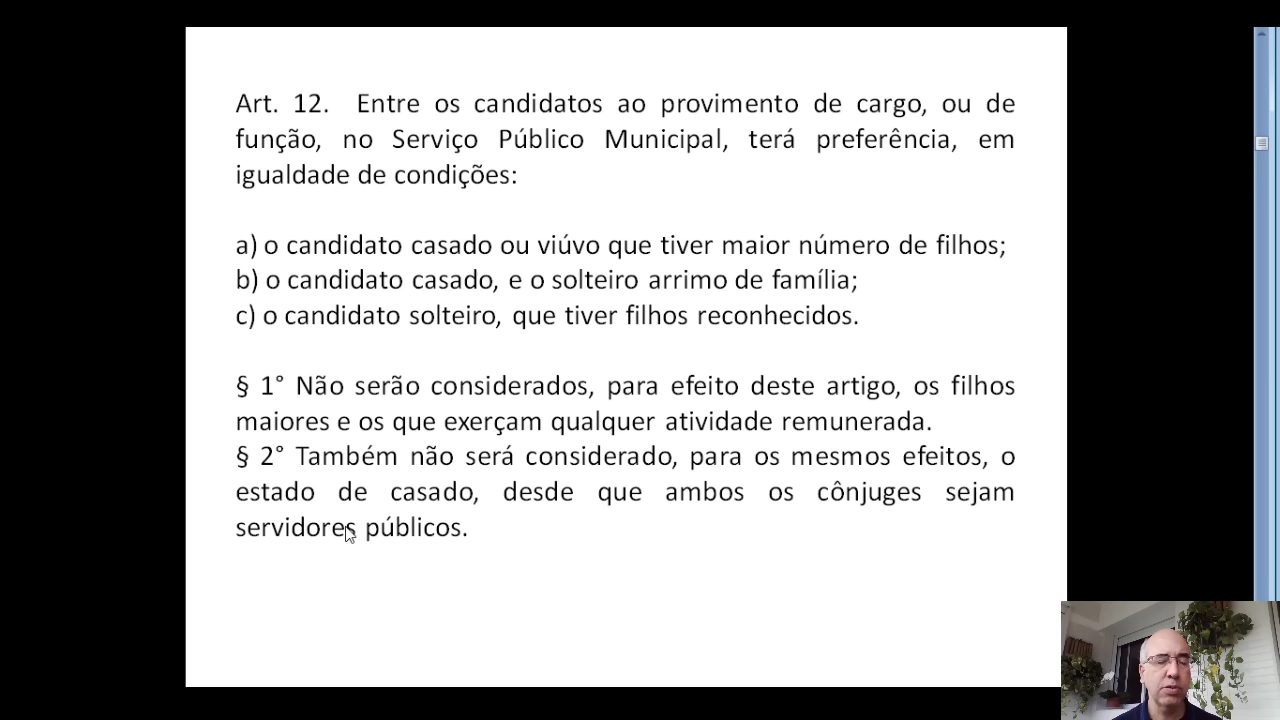 Art. 12. Entre os candidatos ao provimento de cargo, ou de
função, no Serviço Público Municipal, terá preferência, em
igualdade de condições:
a) o candidato casado ou viúvo que tiver maior número de filhos;
b) o candidato casado, e o solteiro arrimo de família;
c) o candidato solteiro, que tiver filhos reconhecidos.
§ 1° Não serão considerados, para efeito deste artigo, os filhos
maiores e os que exerçam qualquer atividade remunerada.
§ 2° Também não será considerado, para os mesmos efeitos, o
estado de casado, desde que ambos os cônjuges sejam
servidores públicos.